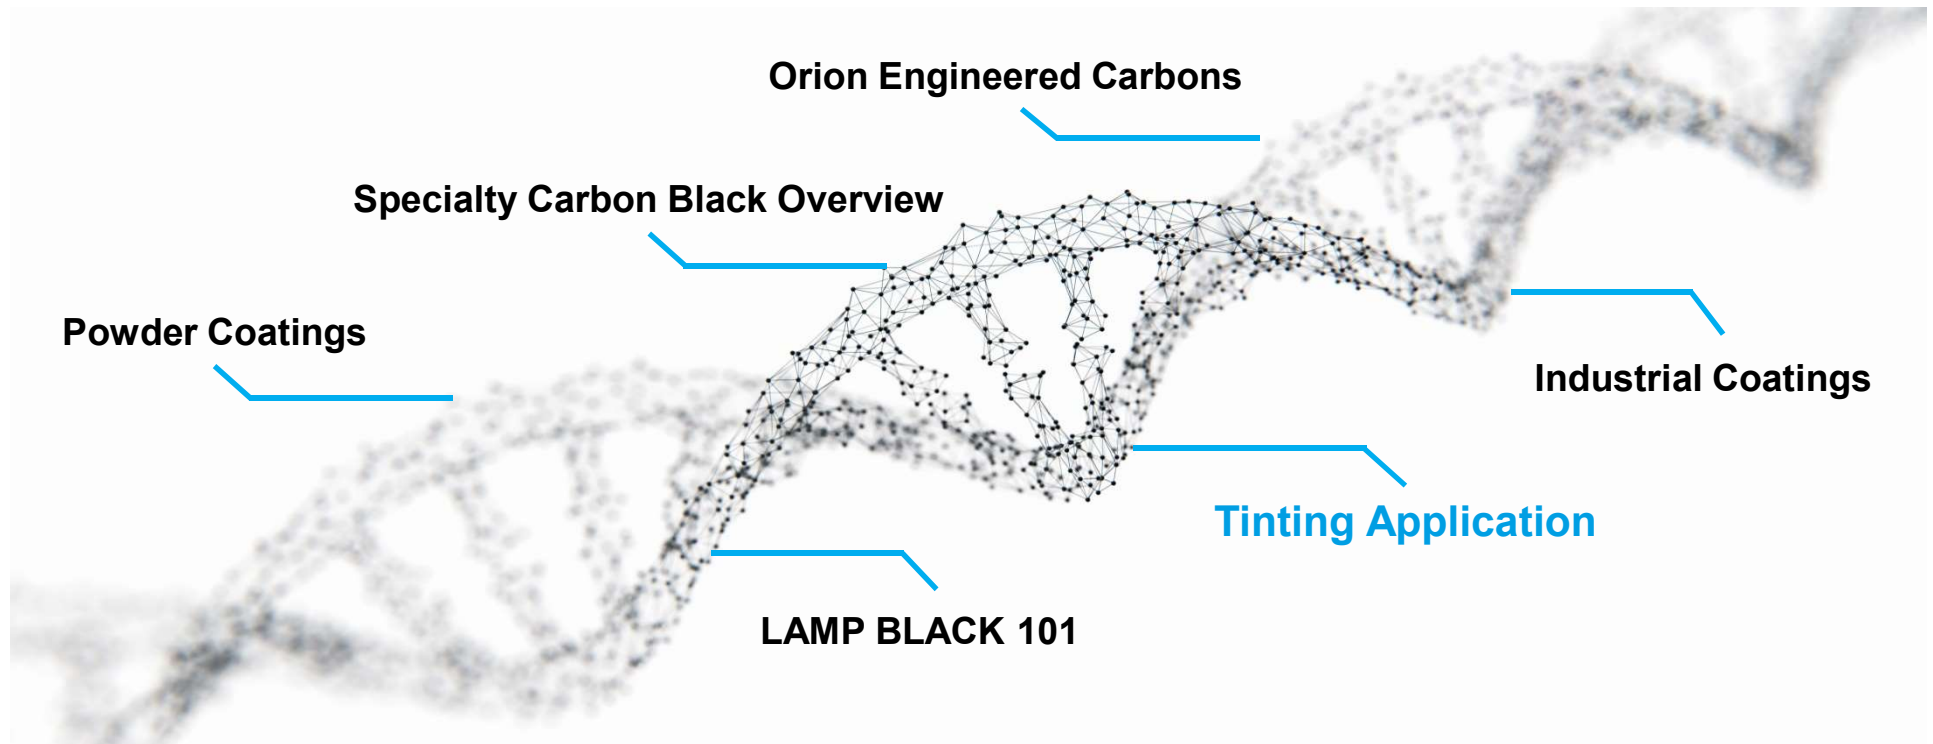 Orion Engineered Carbons
Specialty Carbon Black Overview
Powder Coatings
Industrial Coatings
Tinting Application
LAMP BLACK 101